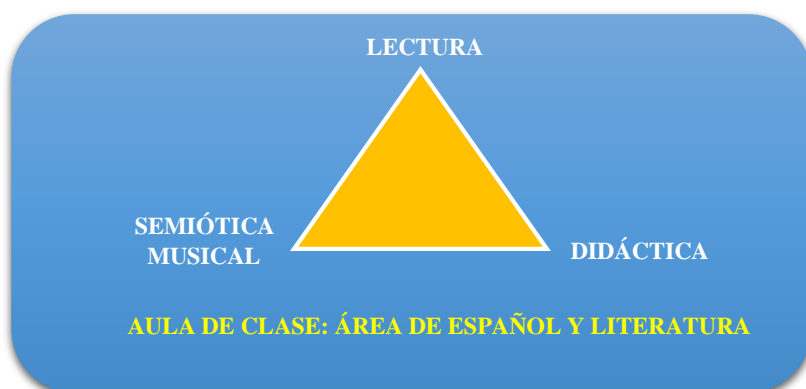 LECTURA
SEMIÓTICA
MUSICAL
DIDÁCTICA
AULA DE CLASE: ÁREA DE ESPAÑOL Y LITERATURA